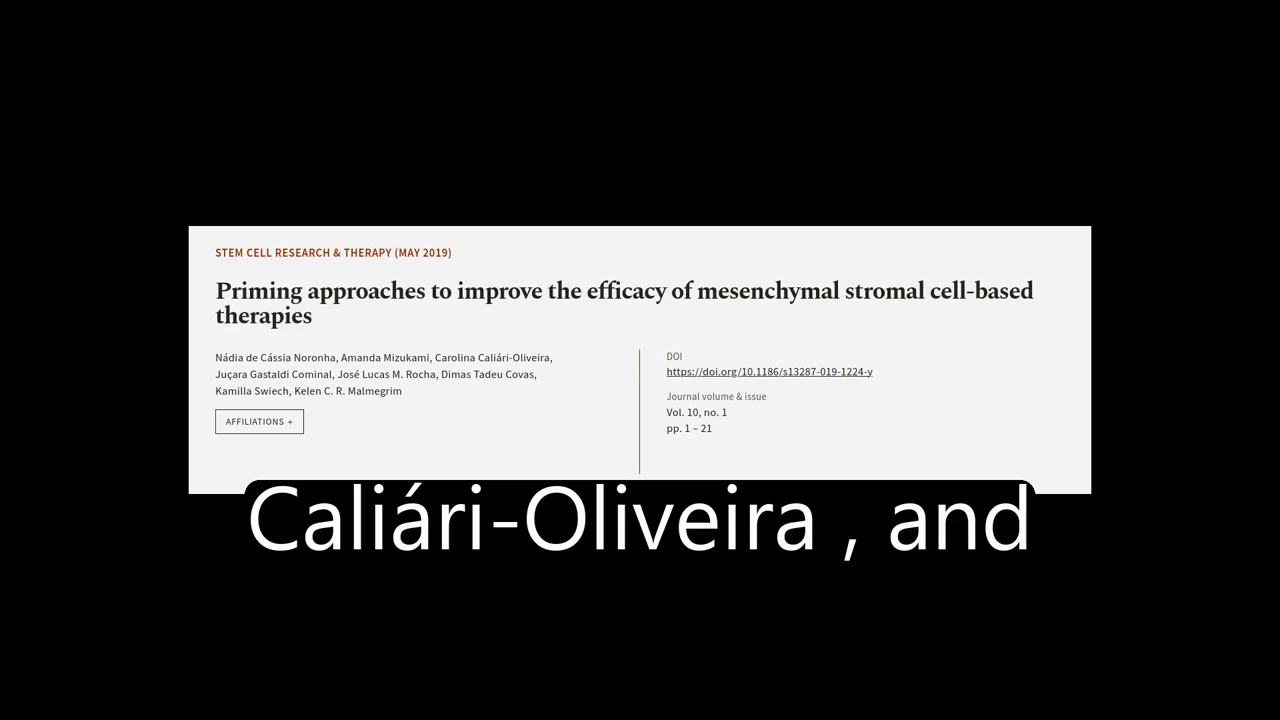 STEM CELL RESEARCH & THERAPY (MAY 2019)
Priming approaches to improve the efficacy of mesenchymal stromal cell-based
therapies
Nádia de Cássia Noronha, Amanda Mizukami, Carolina Caliári-Oliveira,
Juçara Gastaldi Cominal, José Lucas M. Rocha, Dimas Tadeu Covas,
Kamilla Swiech, Kelen C. R. Malmegrim
AFFILIATIONS +
DOI
https://doi.org/10.1186/s13287-019-1224-y
Journal volume & issue
Vol. 10, no. 1
pp. 1 – 21
Caliári-Oliveira , and